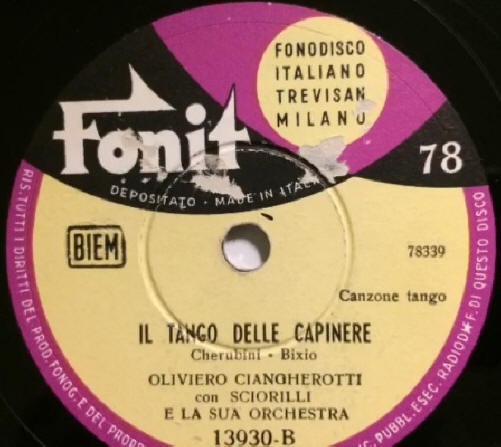 FONODISCO
ITALIANO
TREVISAN
MILANO
Fonit
78
DEPOSITATO · MADE IN ITALY
BIEM
78339
Canzone tango
IL TANGO DELLE CAPINERE
Cherubini - Bixio
OLIVIERO CIANGHEROTTI
con SCIORILLI
E LA SUA ORCHESTRA
13930-B
RIS. TUTTI I DIRITTI DEL PROD. FONOG. E DEL
PUBBL. ESEC. RADIOD*F. DI QUESTO DISCO